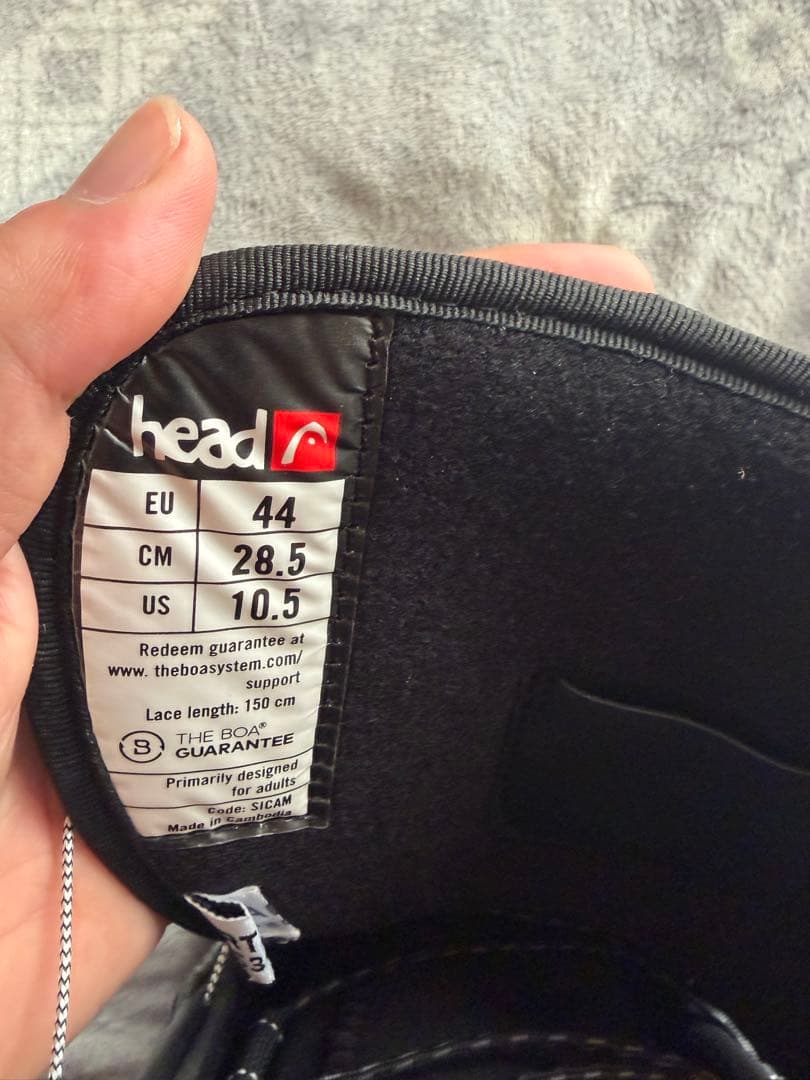 head
EU 44
CM 28.5
US 10.5
Redeem guarantee at
www. theboasystem.com/
support
Lace length: 150 cm
B THE BOA®
GUARANTEE
Primarily designed
for adults
Code: SICAM
Made in Cambodia